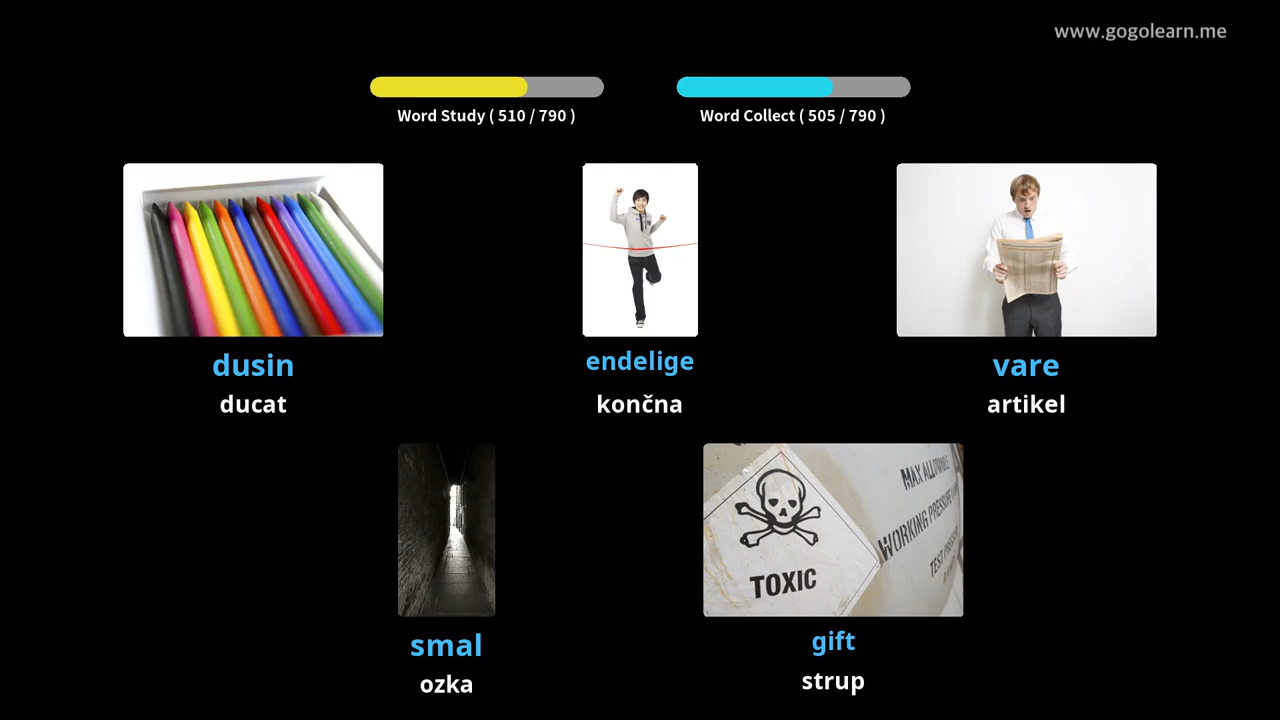 www.gogolearn.me
Word Study ( 510 / 790 )
Word Collect ( 505 / 790 )
dusin
ducat
endelige
končna
vare
artikel
smal
ozka
TOXIC
MAX ALLOWABLE
WORKING PRESSURE
TEST
gift
strup